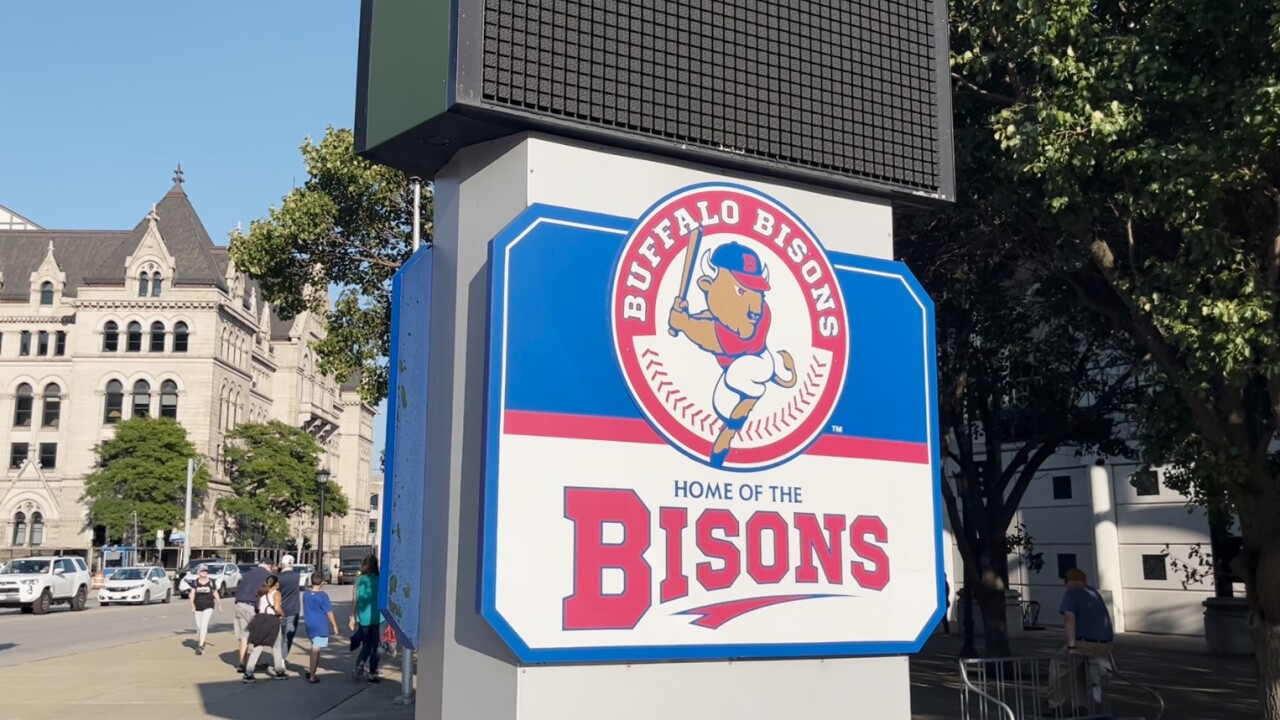 BUFFALO BISONS
B
TM
HOME OF THE
BISONS